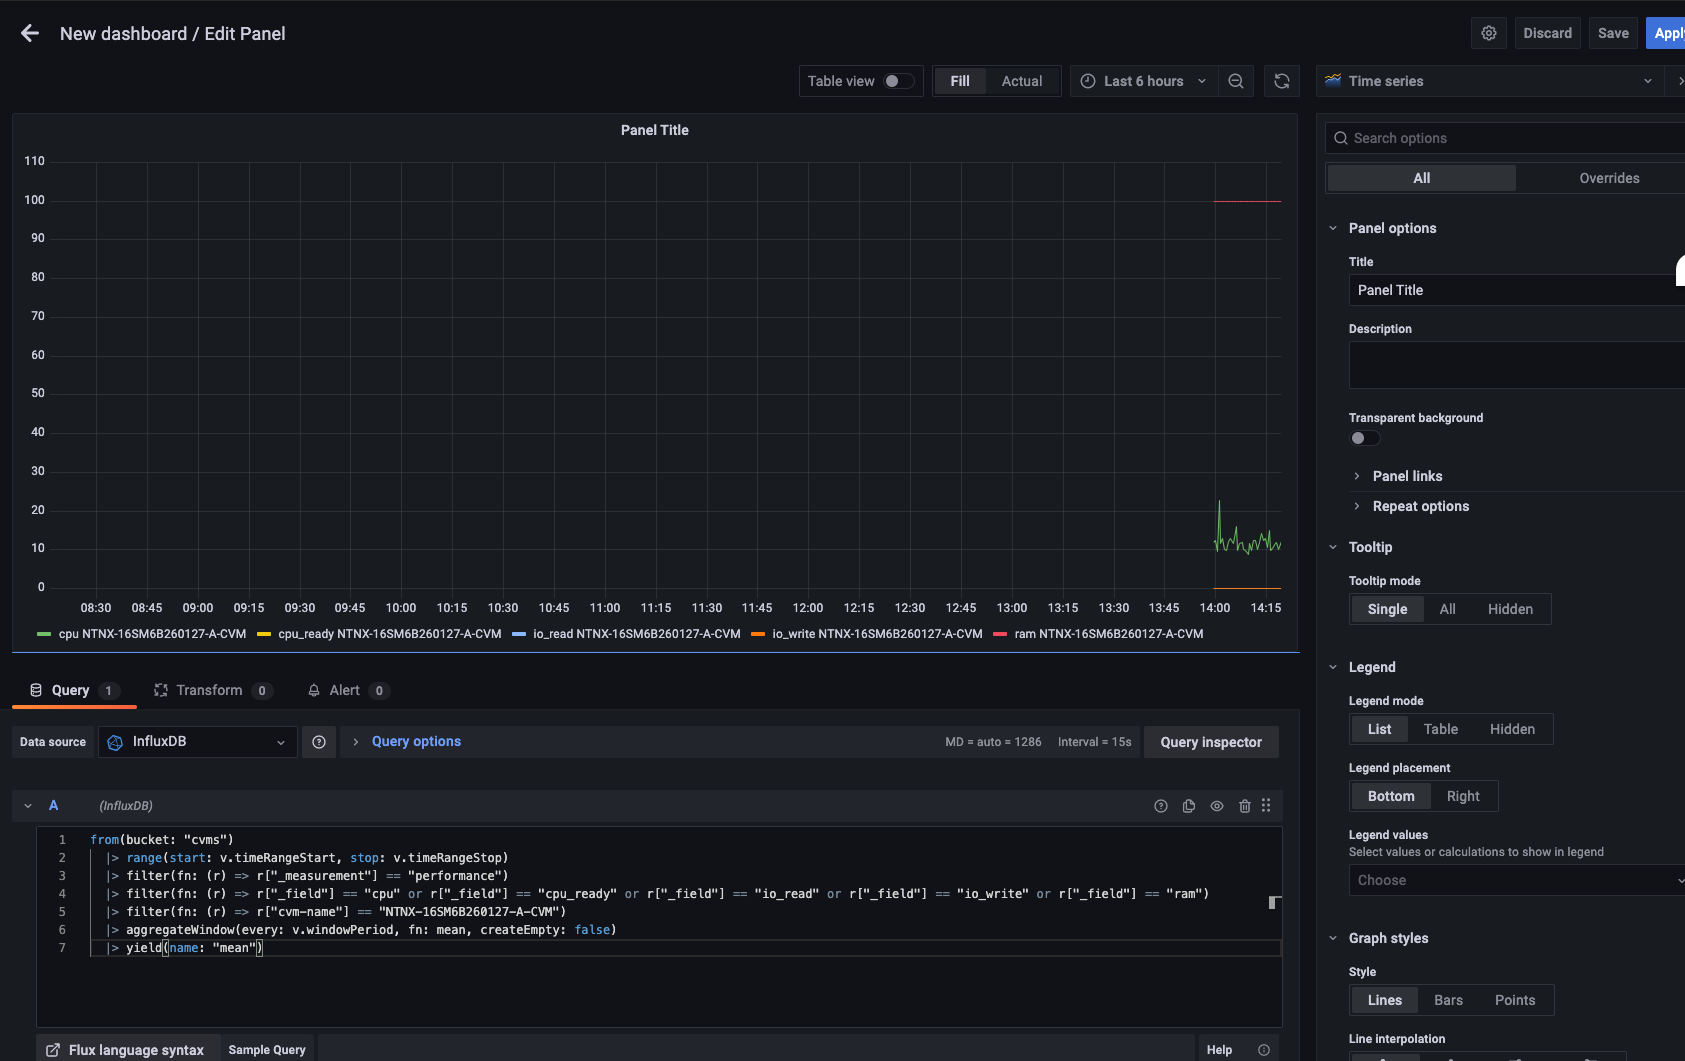 New dashboard / Edit Panel
Discard
Save
Apply
Table view
Fill
Actual
Last 6 hours
Time series
Panel Title
110
100
90
80
70
60
50
40
30
20
10
0
08:30 08:45 09:00 09:15 09:30 09:45 10:00 10:15 10:30 10:45 11:00 11:15 11:30 11:45 12:00 12:15 12:30 12:45 13:00 13:15 13:30 13:45 14:00 14:15
cpu NTNX-16SM6B260127-A-CVM cpu_ready NTNX-16SM6B260127-A-CVM io_read NTNX-16SM6B260127-A-CVM io_write NTNX-16SM6B260127-A-CVM ram NTNX-16SM6B260127-A-CVM
Query 1
Transform 0
Alert 0
Data source
InfluxDB
Query options
MD = auto = 1286 Interval = 15s
Query inspector
A (InfluxDB)
1 from(bucket: "cvms")
2 |> range(start: v.timeRangeStart, stop: v.timeRangeStop)
3 |> filter(fn: (r) => r["_measurement"] == "performance")
4 |> filter(fn: (r) => r["_field"] == "cpu" or r["_field"] == "cpu_ready" or r["_field"] == "io_read" or r["_field"] == "io_write" or r["_field"] == "ram")
5 |> filter(fn: (r) => r["cvm-name"] == "NTNX-16SM6B260127-A-CVM")
6 |> aggregateWindow(every: v.windowPeriod, fn: mean, createEmpty: false)
7 |> yield(name: "mean")
Flux language syntax
Sample Query
Help
Search options
All
Overrides
Panel options
Title
Panel Title
Description
Transparent background
Panel links
Repeat options
Tooltip
Tooltip mode
Single All Hidden
Legend
Legend mode
List Table Hidden
Legend placement
Bottom Right
Legend values
Select values or calculations to show in legend
Choose
Graph styles
Style
Lines Bars Points
Line interpolation